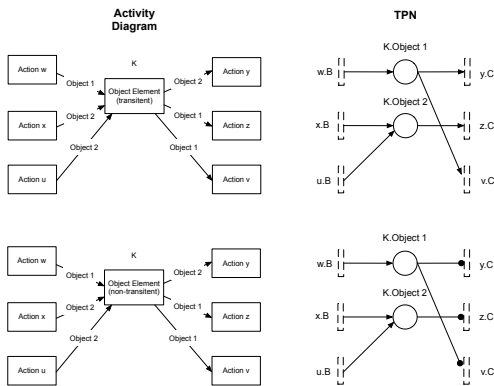 Activity
Diagram
TPN
K
Action w
Object 1
Object Element
(transitent)
Object 2
Action y
Action x
Object 2
Object 1
Action z
Action u
Object 2
Object 1
Action v
K.Object 1
w.B
y.C
K.Object 2
x.B
z.C
u.B
v.C
K
Action w
Object 1
Object Element
(non-transitent)
Object 2
Action y
Action x
Object 2
Object 1
Action z
Action u
Object 2
Object 1
Action v
K.Object 1
w.B
y.C
K.Object 2
x.B
z.C
u.B
v.C